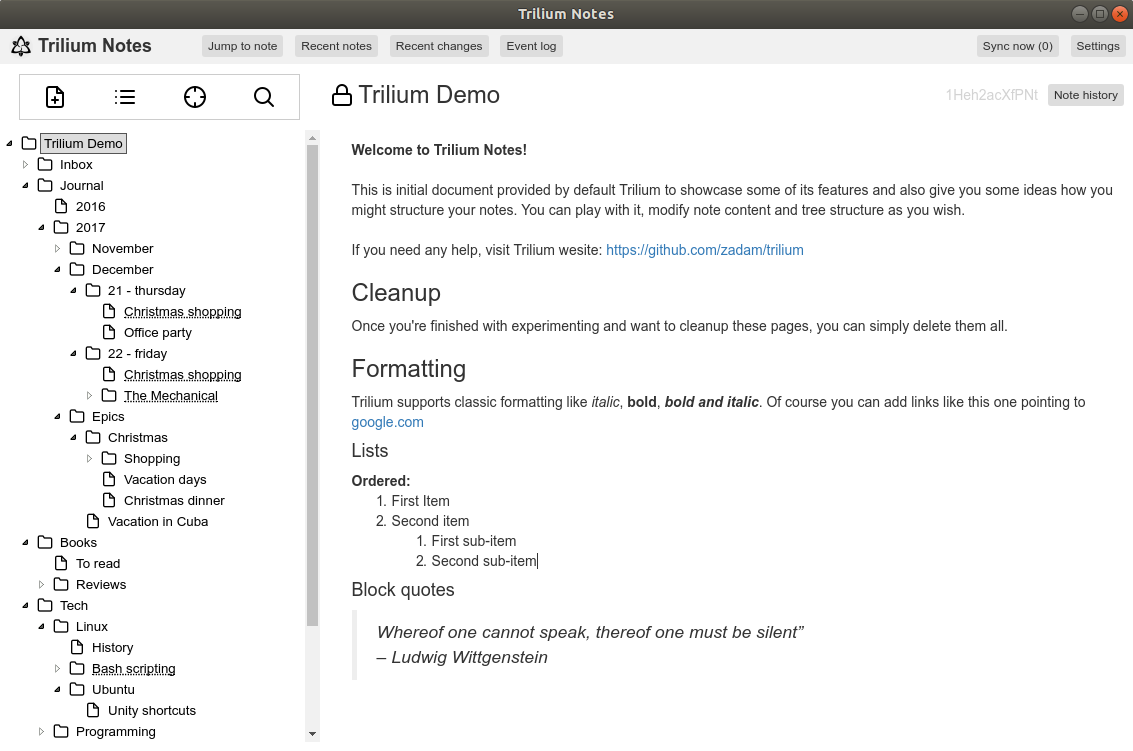 Trilium Notes
Trilium Notes
Jump to note
Recent notes
Recent changes
Event log
Sync now (0)
Settings
Trilium Demo
Inbox
Journal
2016
2017
November
December
21 - thursday
Christmas shopping
Office party
22 - friday
Christmas shopping
The Mechanical
Epics
Christmas
Shopping
Vacation days
Christmas dinner
Vacation in Cuba
Books
To read
Reviews
Tech
Linux
History
Bash scripting
Ubuntu
Unity shortcuts
Programming
Trilium Demo
1Heh2acXfPNt
Note history
Welcome to Trilium Notes!
This is initial document provided by default Trilium to showcase some of its features and also give you some ideas how you
might structure your notes. You can play with it, modify note content and tree structure as you wish.
If you need any help, visit Trilium wesite: https://github.com/zadam/trilium
Cleanup
Once you're finished with experimenting and want to cleanup these pages, you can simply delete them all.
Formatting
Trilium supports classic formatting like italic, bold, bold and italic. Of course you can add links like this one pointing to
google.com
Lists
Ordered:
1. First Item
2. Second item
1. First sub-item
2. Second sub-item
Block quotes
Whereof one cannot speak, thereof one must be silent”
– Ludwig Wittgenstein